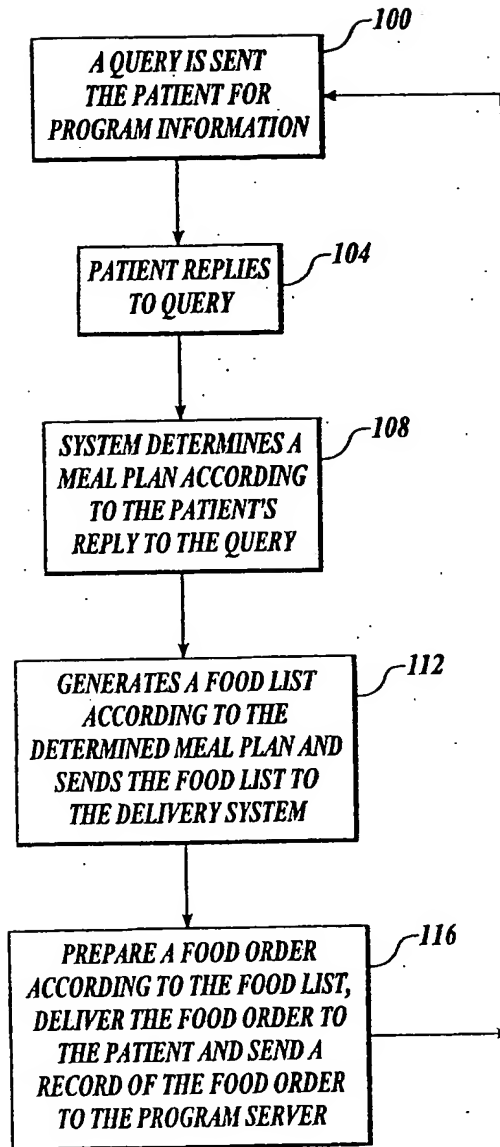 100
A QUERY IS SENT
THE PATIENT FOR
PROGRAM INFORMATION
104
PATIENT REPLIES
TO QUERY
108
SYSTEM DETERMINES A
MEAL PLAN ACCORDING
TO THE PATIENT'S
REPLY TO THE QUERY
112
GENERATES A FOOD LIST
ACCORDING TO THE
DETERMINED MEAL PLAN AND
SENDS THE FOOD LIST TO
THE DELIVERY SYSTEM
116
PREPARE A FOOD ORDER
ACCORDING TO THE FOOD LIST,
DELIVER THE FOOD ORDER TO
THE PATIENT AND SEND A
RECORD OF THE FOOD ORDER
TO THE PROGRAM SERVER